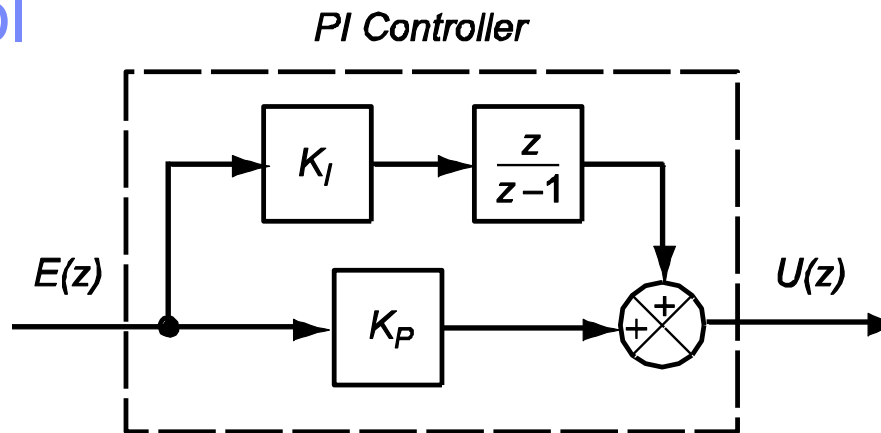 PI Controller
K_I
z
z – 1
E(z)
U(z)
K_P
+
+